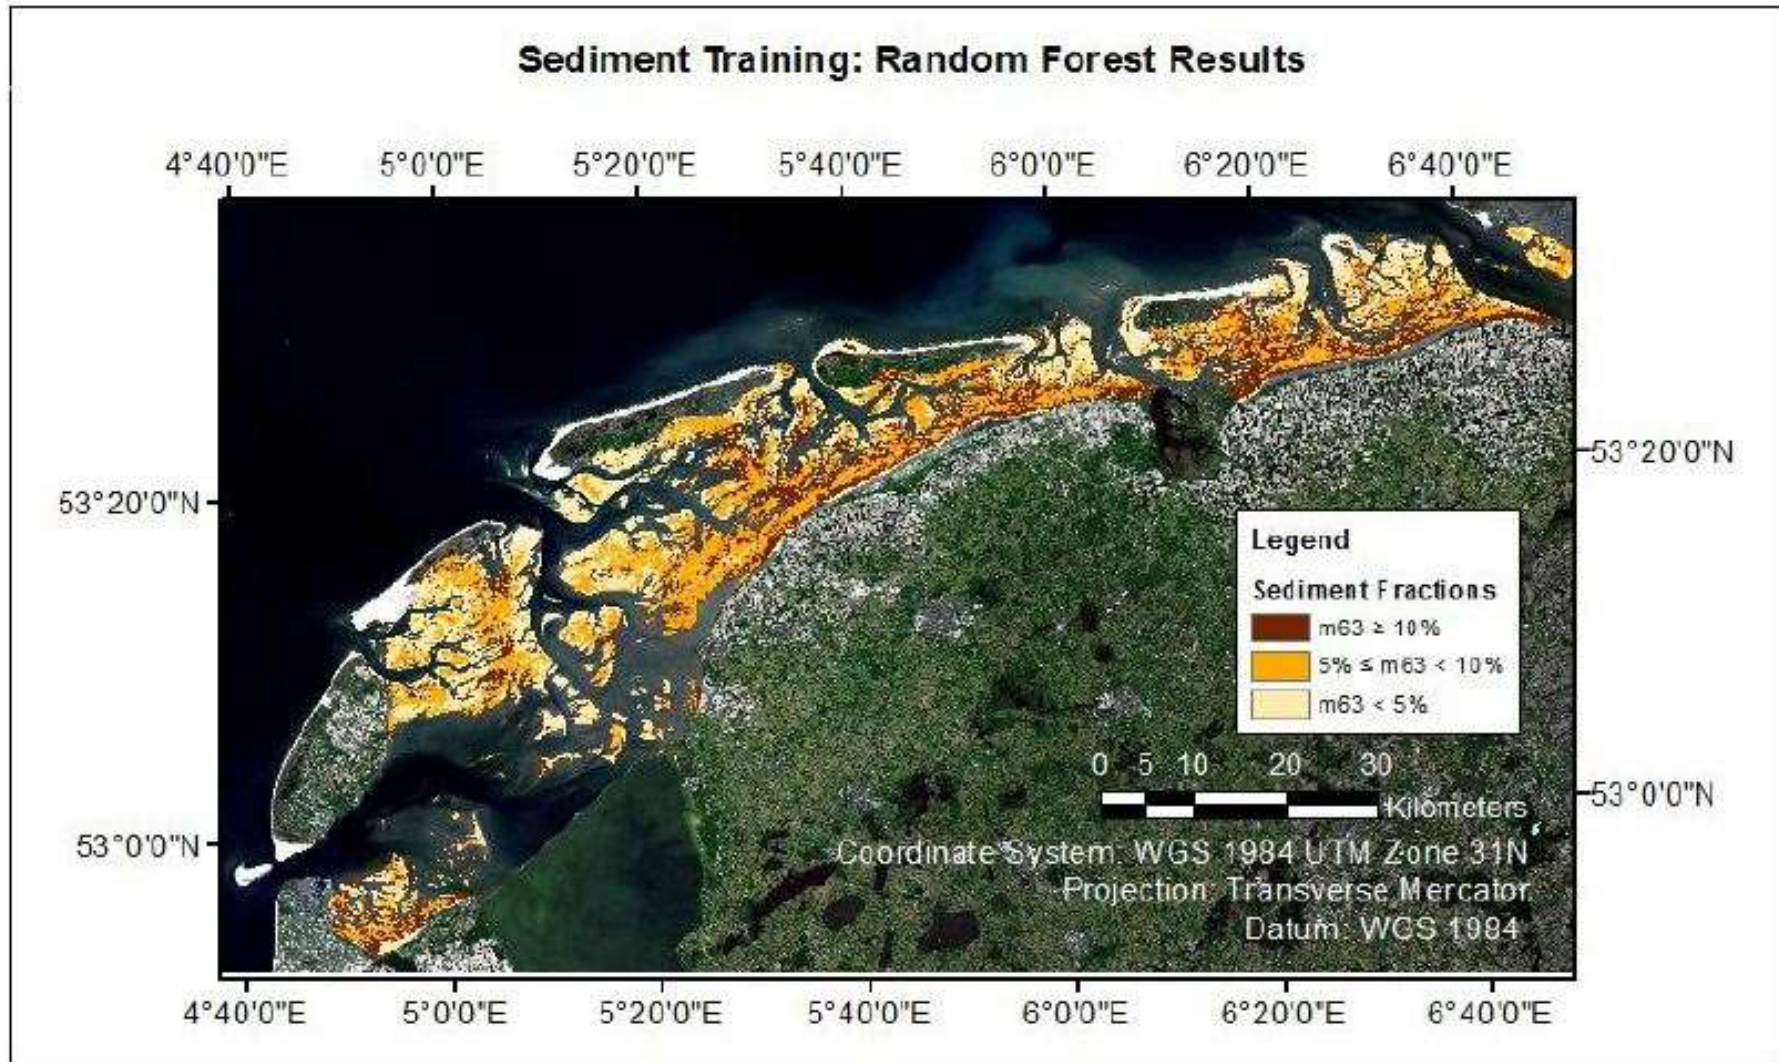 Sediment Training: Random Forest Results
4°40'0"E 5°0'0"E 5°20'0"E 5°40'0"E 6°0'0"E 6°20'0"E 6°40'0"E
53°20'0"N
53°20'0"N
Legend
Sediment Fractions
m63 ≥ 10%
5% ≤ m63 < 10%
m63 < 5%
0 5 10 20 30
Kilometers
53°0'0"N
53°0'0"N
Coordinate System: WGS 1984 UTM Zone 31N
Projection: Transverse Mercator
Datum: WGS 1984
4°40'0"E 5°0'0"E 5°20'0"E 5°40'0"E 6°0'0"E 6°20'0"E 6°40'0"E